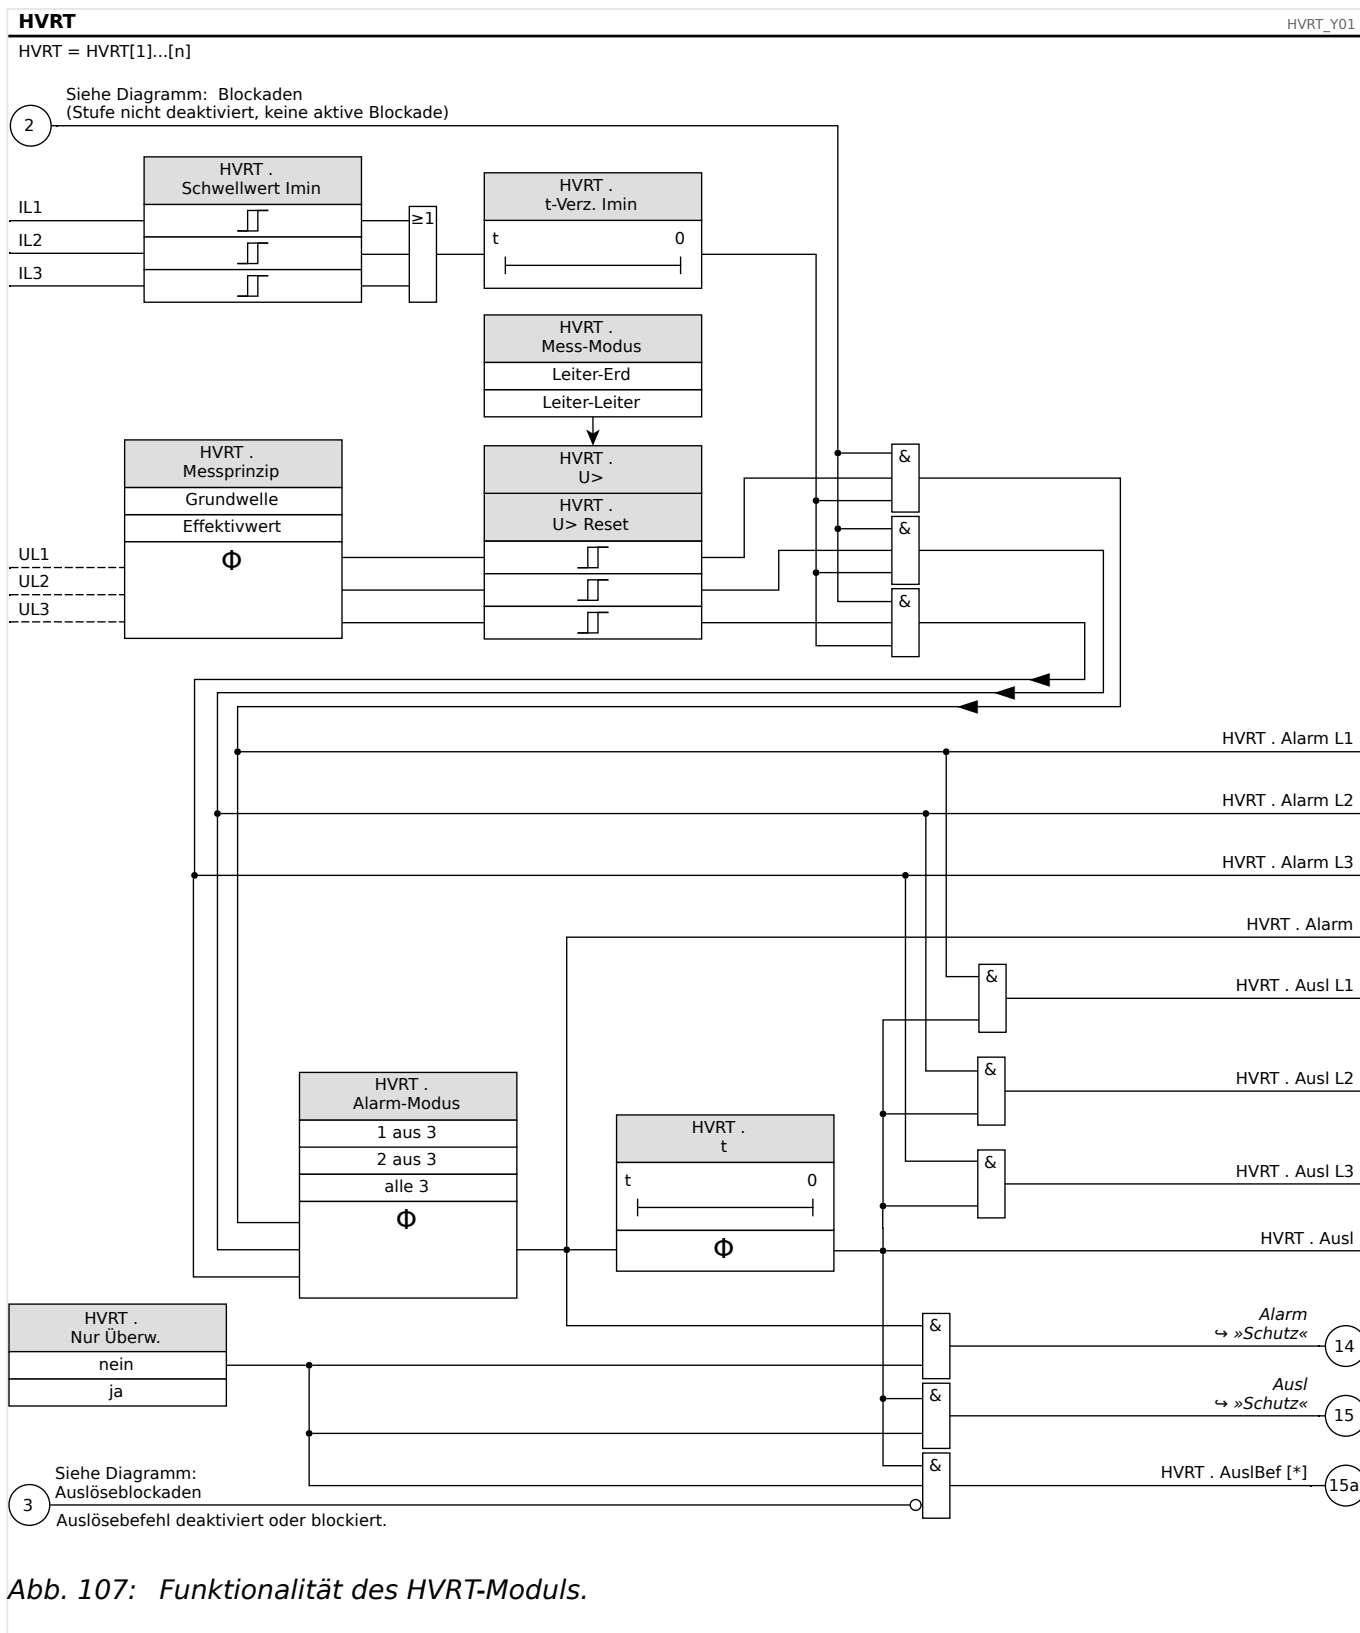 HVRT
HVRT_Y01
HVRT = HVRT[1]...[n]
Siehe Diagramm: Blockaden
(Stufe nicht deaktiviert, keine aktive Blockade)
2
HVRT .
Schwellwert Imin
IL1
IL2
IL3
≥1
HVRT .
t-Verz. Imin
t 0
HVRT .
Mess-Modus
Leiter-Erd
Leiter-Leiter
HVRT .
Messprinzip
Grundwelle
Effektivwert
Φ
UL1
UL2
UL3
HVRT .
U>
HVRT .
U> Reset
&
&
&
HVRT . Alarm L1
HVRT . Alarm L2
HVRT . Alarm L3
HVRT . Alarm
&
HVRT . Ausl L1
&
HVRT . Ausl L2
&
HVRT . Ausl L3
HVRT .
Alarm-Modus
1 aus 3
2 aus 3
alle 3
Φ
HVRT .
t
t 0
Φ
HVRT . Ausl
HVRT .
Nur Überw.
nein
ja
&
Alarm
↪ »Schutz«
14
&
Ausl
↪ »Schutz«
15
&
HVRT . AuslBef [*]
15a
Siehe Diagramm:
Auslöseblockaden
3
Auslösebefehl deaktiviert oder blockiert.
Abb. 107: Funktionalität des HVRT-Moduls.